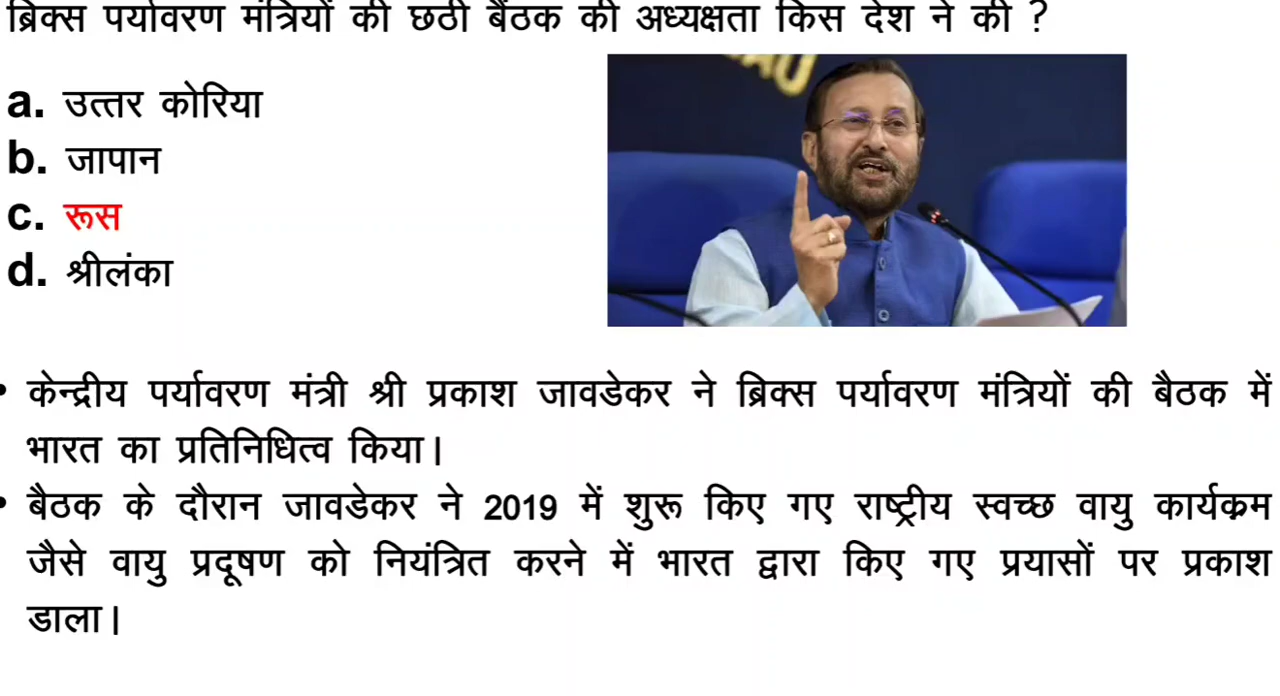 ब्रिक्स पर्यावरण मंत्रियों की छठी बैठक की अध्यक्षता किस देश ने की ?
a. उत्तर कोरिया
b. जापान
c. रूस
d. श्रीलंका
• केन्द्रीय पर्यावरण मंत्री श्री प्रकाश जावडेकर ने ब्रिक्स पर्यावरण मंत्रियों की बैठक में
भारत का प्रतिनिधित्व किया।
• बैठक के दौरान जावडेकर ने 2019 में शुरू किए गए राष्ट्रीय स्वच्छ वायु कार्यक्रम
जैसे वायु प्रदूषण को नियंत्रित करने में भारत द्वारा किए गए प्रयासों पर प्रकाश
डाला।